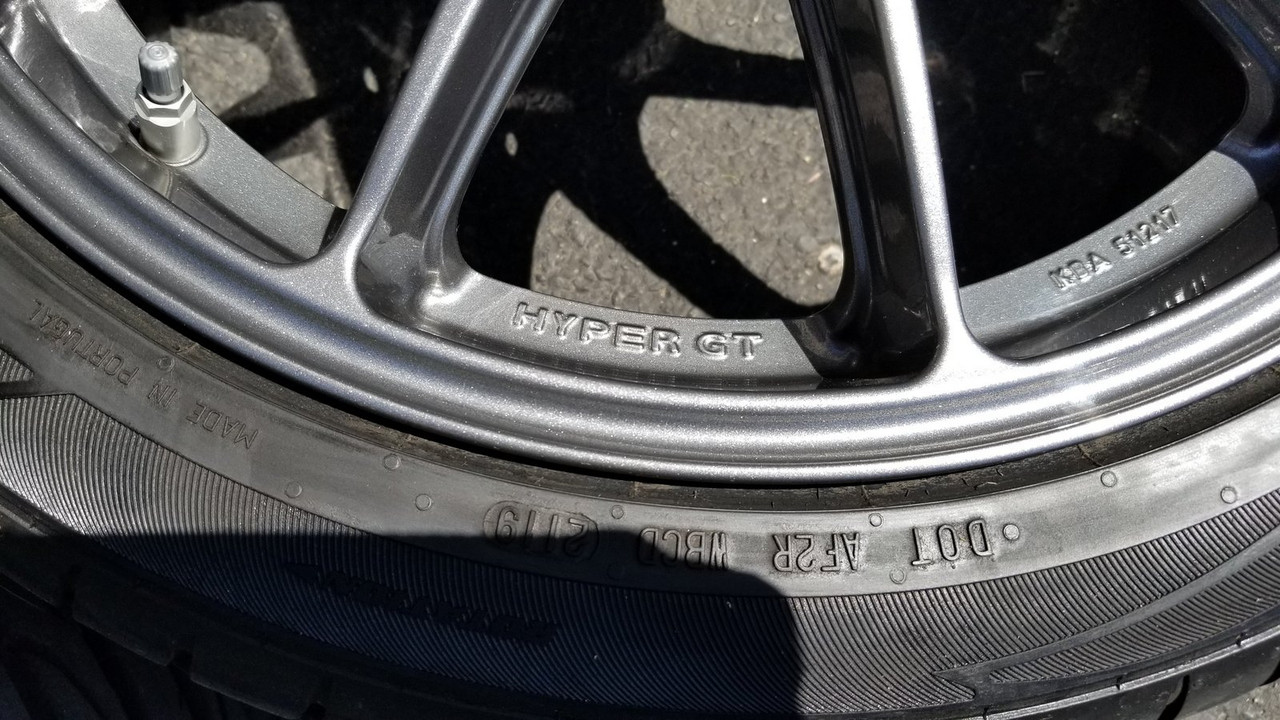 HYPER GT
KBA 51217
MADE IN PORTUGAL
DOT AF2R WBCD (2119)